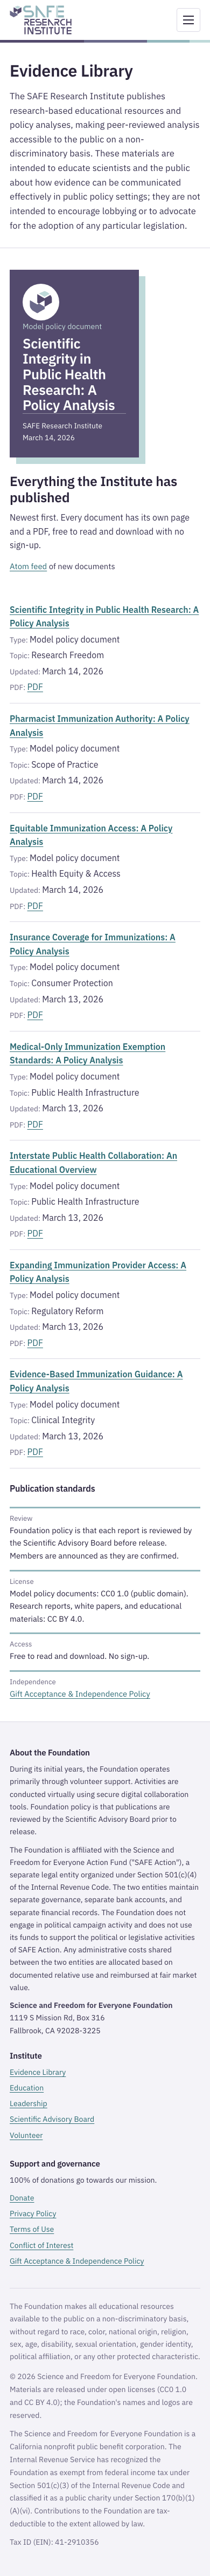 SAFE
RESEARCH
INSTITUTE
Evidence Library
The SAFE Research Institute publishes
research-based educational resources and
policy analyses, making peer-reviewed analysis
accessible to the public on a non-
discriminatory basis. These materials are
intended to educate scientists and the public
about how evidence can be communicated
effectively in public policy settings; they are not
intended to encourage lobbying or to advocate
for the adoption of any particular legislation.
Model policy document
Scientific
Integrity in
Public Health
Research: A
Policy Analysis
SAFE Research Institute
March 14, 2026
Everything the Institute has
published
Newest first. Every document has its own page
and a PDF, free to read and download with no
sign-up.
Atom feed of new documents
Scientific Integrity in Public Health Research: A
Policy Analysis
Type: Model policy document
Topic: Research Freedom
Updated: March 14, 2026
PDF: PDF
Pharmacist Immunization Authority: A Policy
Analysis
Type: Model policy document
Topic: Scope of Practice
Updated: March 14, 2026
PDF: PDF
Equitable Immunization Access: A Policy
Analysis
Type: Model policy document
Topic: Health Equity & Access
Updated: March 14, 2026
PDF: PDF
Insurance Coverage for Immunizations: A
Policy Analysis
Type: Model policy document
Topic: Consumer Protection
Updated: March 13, 2026
PDF: PDF
Medical-Only Immunization Exemption
Standards: A Policy Analysis
Type: Model policy document
Topic: Public Health Infrastructure
Updated: March 13, 2026
PDF: PDF
Interstate Public Health Collaboration: An
Educational Overview
Type: Model policy document
Topic: Public Health Infrastructure
Updated: March 13, 2026
PDF: PDF
Expanding Immunization Provider Access: A
Policy Analysis
Type: Model policy document
Topic: Regulatory Reform
Updated: March 13, 2026
PDF: PDF
Evidence-Based Immunization Guidance: A
Policy Analysis
Type: Model policy document
Topic: Clinical Integrity
Updated: March 13, 2026
PDF: PDF
Publication standards
Review
Foundation policy is that each report is reviewed by
the Scientific Advisory Board before release.
Members are announced as they are confirmed.
License
Model policy documents: CC0 1.0 (public domain).
Research reports, white papers, and educational
materials: CC BY 4.0.
Access
Free to read and download. No sign-up.
Independence
Gift Acceptance & Independence Policy
About the Foundation
During its initial years, the Foundation operates
primarily through volunteer support. Activities are
conducted virtually using secure digital collaboration
tools. Foundation policy is that publications are
reviewed by the Scientific Advisory Board prior to
release.
The Foundation is affiliated with the Science and
Freedom for Everyone Action Fund ("SAFE Action"), a
separate legal entity organized under Section 501(c)(4)
of the Internal Revenue Code. The two entities maintain
separate governance, separate bank accounts, and
separate financial records. The Foundation does not
engage in political campaign activity and does not use
its funds to support the political or legislative activities
of SAFE Action. Any administrative costs shared
between the two entities are allocated based on
documented relative use and reimbursed at fair market
value.
Science and Freedom for Everyone Foundation
1119 S Mission Rd, Box 316
Fallbrook, CA 92028-3225
Institute
Evidence Library
Education
Leadership
Scientific Advisory Board
Volunteer
Support and governance
100% of donations go towards our mission.
Donate
Privacy Policy
Terms of Use
Conflict of Interest
Gift Acceptance & Independence Policy
The Foundation makes all educational resources
available to the public on a non-discriminatory basis,
without regard to race, color, national origin, religion,
sex, age, disability, sexual orientation, gender identity,
political affiliation, or any other protected characteristic.
© 2026 Science and Freedom for Everyone Foundation.
Materials are released under open licenses (CC0 1.0
and CC BY 4.0); the Foundation's names and logos are
reserved.
The Science and Freedom for Everyone Foundation is a
California nonprofit public benefit corporation. The
Internal Revenue Service has recognized the
Foundation as exempt from federal income tax under
Section 501(c)(3) of the Internal Revenue Code and
classified it as a public charity under Section 170(b)(1)
(A)(vi). Contributions to the Foundation are tax-
deductible to the extent allowed by law.
Tax ID (EIN): 41-2910356